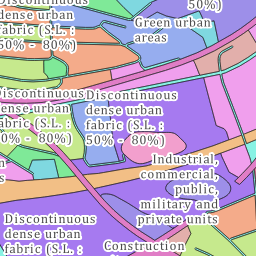 Discontinuous
dense urban
fabric (S.L. :
50% - 80%)
50%)
Green urban
areas
Discontinuous
dense urban
fabric (S.L. :
50% - 80%)
Discontinuous
dense urban
fabric (S.L. :
50% - 80%)
Industrial,
commercial,
public,
military and
private units
Discontinuous
dense urban
fabric (S.L. :
Construction